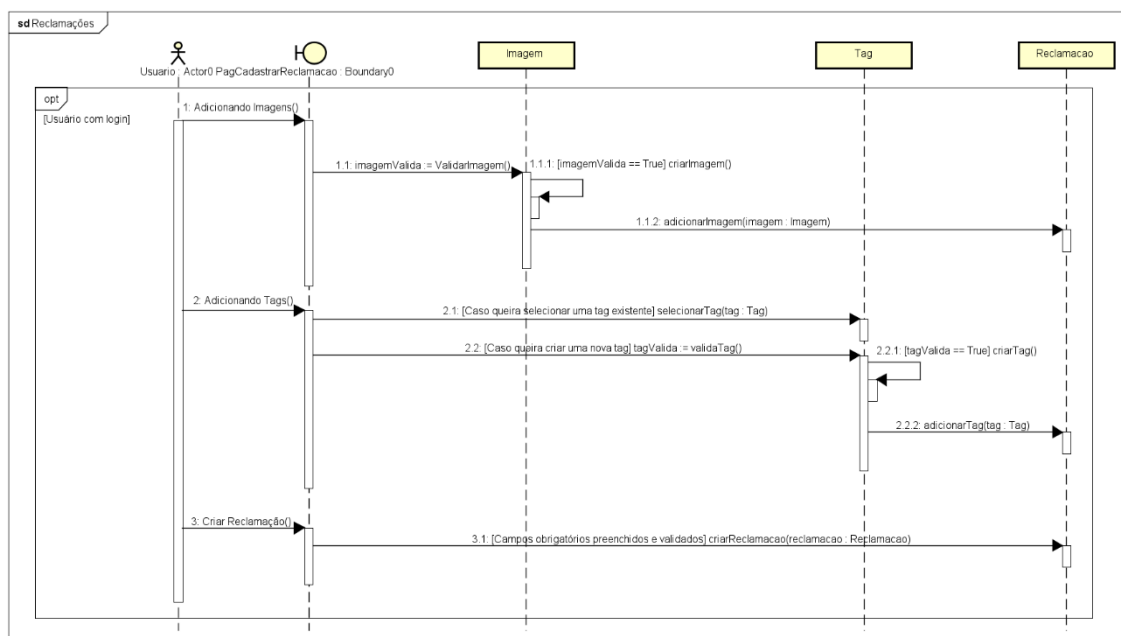 sd Reclamações
Usuario : Actor0
PagCadastrarReclamacao : Boundary0
Imagem
Tag
Reclamacao
opt
[Usuário com login]
1: Adicionando Imagens()
1.1: imagemValida := ValidarImagem()
1.1.1: [imagemValida == True] criarImagem()
1.1.2: adicionarImagem(imagem : Imagem)
2: Adicionando Tags()
2.1: [Caso queira selecionar uma tag existente] selecionarTag(tag : Tag)
2.2: [Caso queira criar uma nova tag] tagValida := validaTag()
2.2.1: [tagValida == True] criarTag()
2.2.2: adicionarTag(tag : Tag)
3: Criar Reclamação()
3.1: [Campos obrigatórios preenchidos e validados] criarReclamacao(reclamacao : Reclamacao)